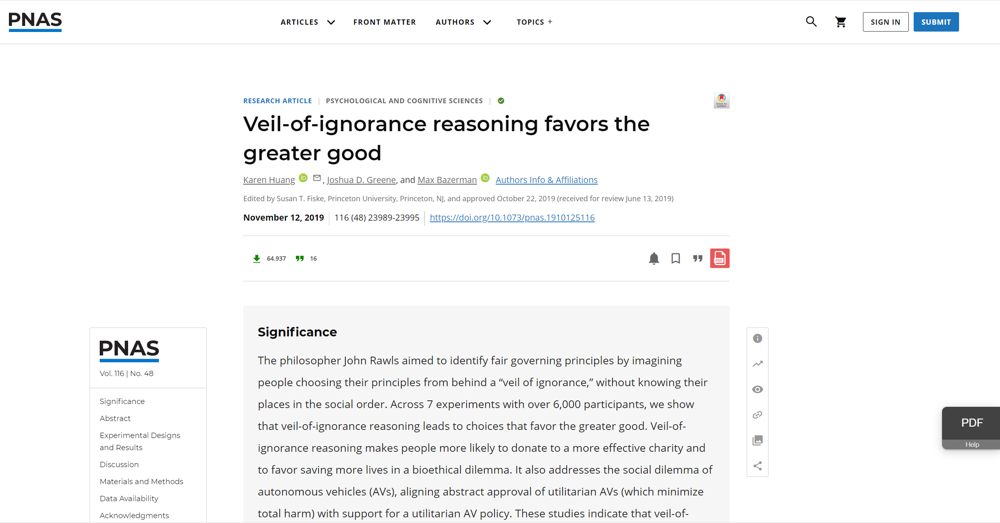 PNAS
ARTICLES
FRONT MATTER
AUTHORS
TOPICS +
SIGN IN
SUBMIT
RESEARCH ARTICLE | PSYCHOLOGICAL AND COGNITIVE SCIENCES |
Check for
updates
Veil-of-ignorance reasoning favors the
greater good
Karen Huang iD , Joshua D. Greene, and Max Bazerman iD Authors Info & Affiliations
Edited by Susan T. Fiske, Princeton University, Princeton, NJ, and approved October 22, 2019 (received for review June 13, 2019)
November 12, 2019 | 116 (48) 23989-23995 | https://doi.org/10.1073/pnas.1910125116
64.937 16
PDF
PNAS
Vol. 116 | No. 48
Significance
Abstract
Experimental Designs
and Results
Discussion
Materials and Methods
Data Availability
Acknowledgments
Significance
The philosopher John Rawls aimed to identify fair governing principles by imagining
people choosing their principles from behind a “veil of ignorance,” without knowing their
places in the social order. Across 7 experiments with over 6,000 participants, we show
that veil-of-ignorance reasoning leads to choices that favor the greater good. Veil-of-
ignorance reasoning makes people more likely to donate to a more effective charity and
to favor saving more lives in a bioethical dilemma. It also addresses the social dilemma of
autonomous vehicles (AVs), aligning abstract approval of utilitarian AVs (which minimize
total harm) with support for a utilitarian AV policy. These studies indicate that veil-of-
PDF
Help